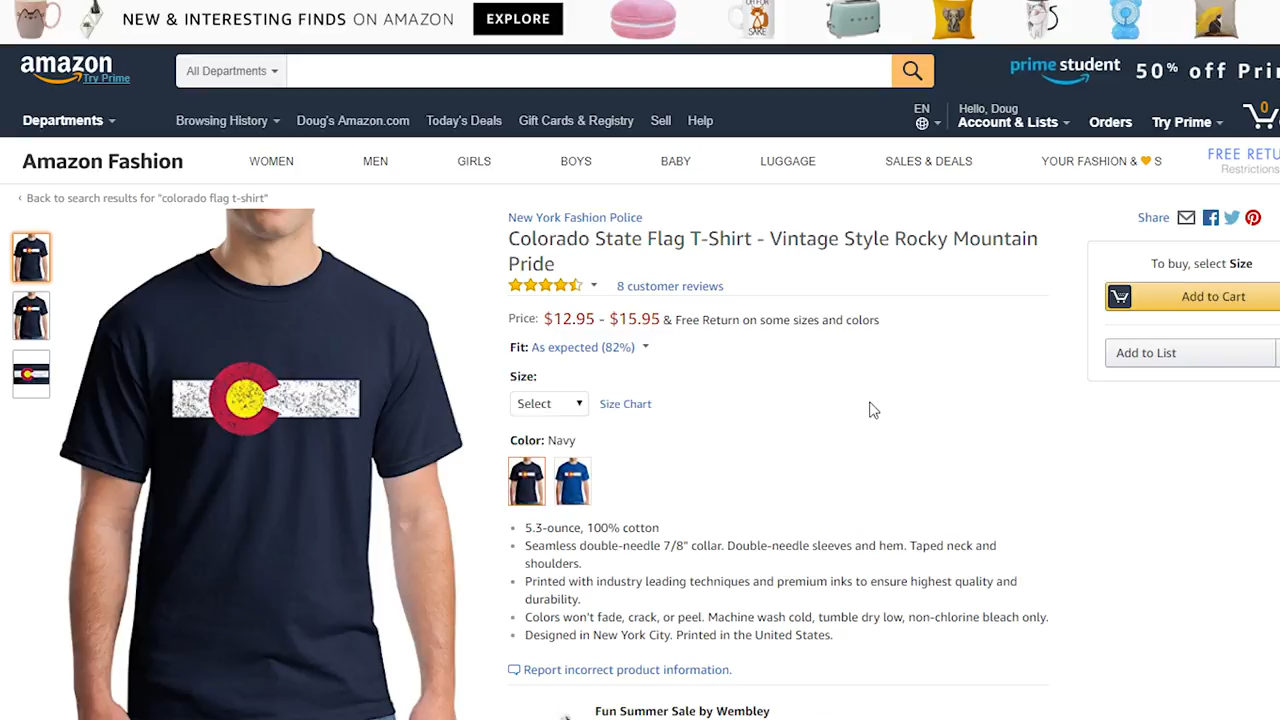 NEW & INTERESTING FINDS ON AMAZON EXPLORE
amazon
Try Prime
All Departments
prime student 50% off Pri
EN
Hello, Doug
0
Departments Browsing History Doug's Amazon.com Today's Deals Gift Cards & Registry Sell Help Account & Lists Orders Try Prime
Amazon Fashion WOMEN MEN GIRLS BOYS BABY LUGGAGE SALES & DEALS YOUR FASHION & S FREE RETU
Restrictions
‹ Back to search results for "colorado flag t-shirt"
New York Fashion Police
Colorado State Flag T-Shirt - Vintage Style Rocky Mountain
Pride
8 customer reviews
Price: $12.95 - $15.95 & Free Return on some sizes and colors
Fit: As expected (82%)
Size:
Select Size Chart
Color: Navy
• 5.3-ounce, 100% cotton
• Seamless double-needle 7/8" collar. Double-needle sleeves and hem. Taped neck and
shoulders.
• Printed with industry leading techniques and premium inks to ensure highest quality and
durability.
• Colors won't fade, crack, or peel. Machine wash cold, tumble dry low, non-chlorine bleach only.
• Designed in New York City. Printed in the United States.
Report incorrect product information.
Fun Summer Sale by Wembley
Share
To buy, select Size
Add to Cart
Add to List